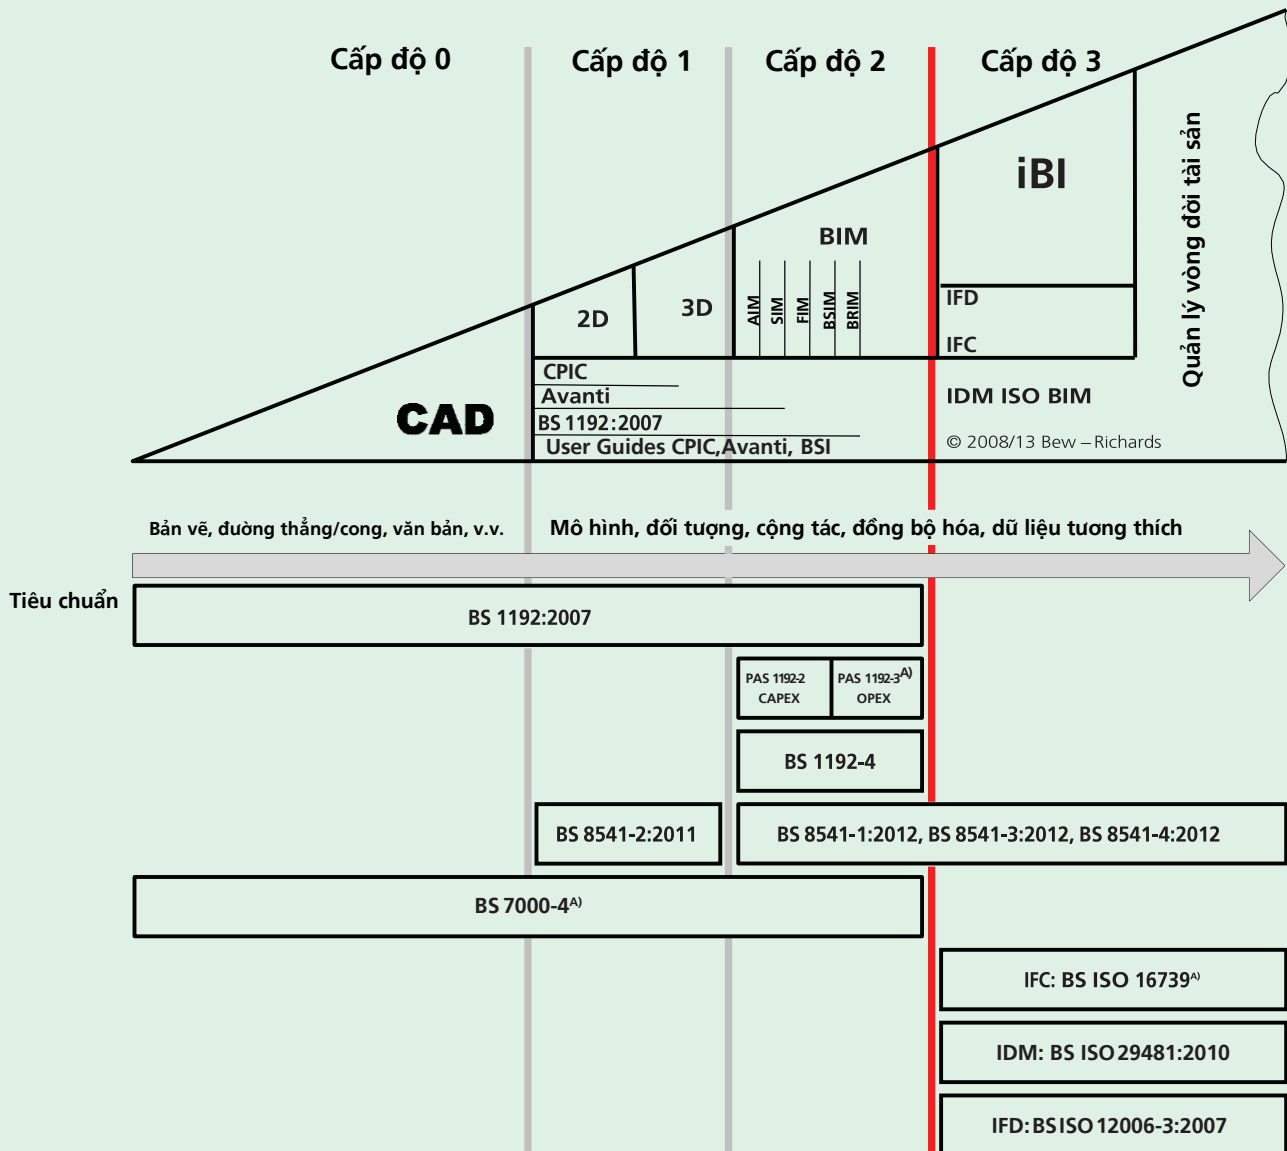 Cấp độ 0
Cấp độ 1
Cấp độ 2
Cấp độ 3
iBI
Quản lý vòng đời tài sản
BIM
2D
3D
AIM
SIM
FIM
BSIM
BRIM
IFD
IFC
CAD
CPIC
Avanti
BS 1192:2007
User Guides CPIC,Avanti, BSI
IDM ISO BIM
© 2008/13 Bew – Richards
Bản vẽ, đường thẳng/cong, văn bản, v.v.
Mô hình, đối tượng, cộng tác, đồng bộ hóa, dữ liệu tương thích
Tiêu chuẩn
BS 1192:2007
PAS 1192-2
CAPEX
PAS 1192-3A)
OPEX
BS 1192-4
BS 8541-2:2011
BS 8541-1:2012, BS 8541-3:2012, BS 8541-4:2012
BS 7000-4A)
IFC: BS ISO 16739A)
IDM: BS ISO 29481:2010
IFD: BS ISO 12006-3:2007